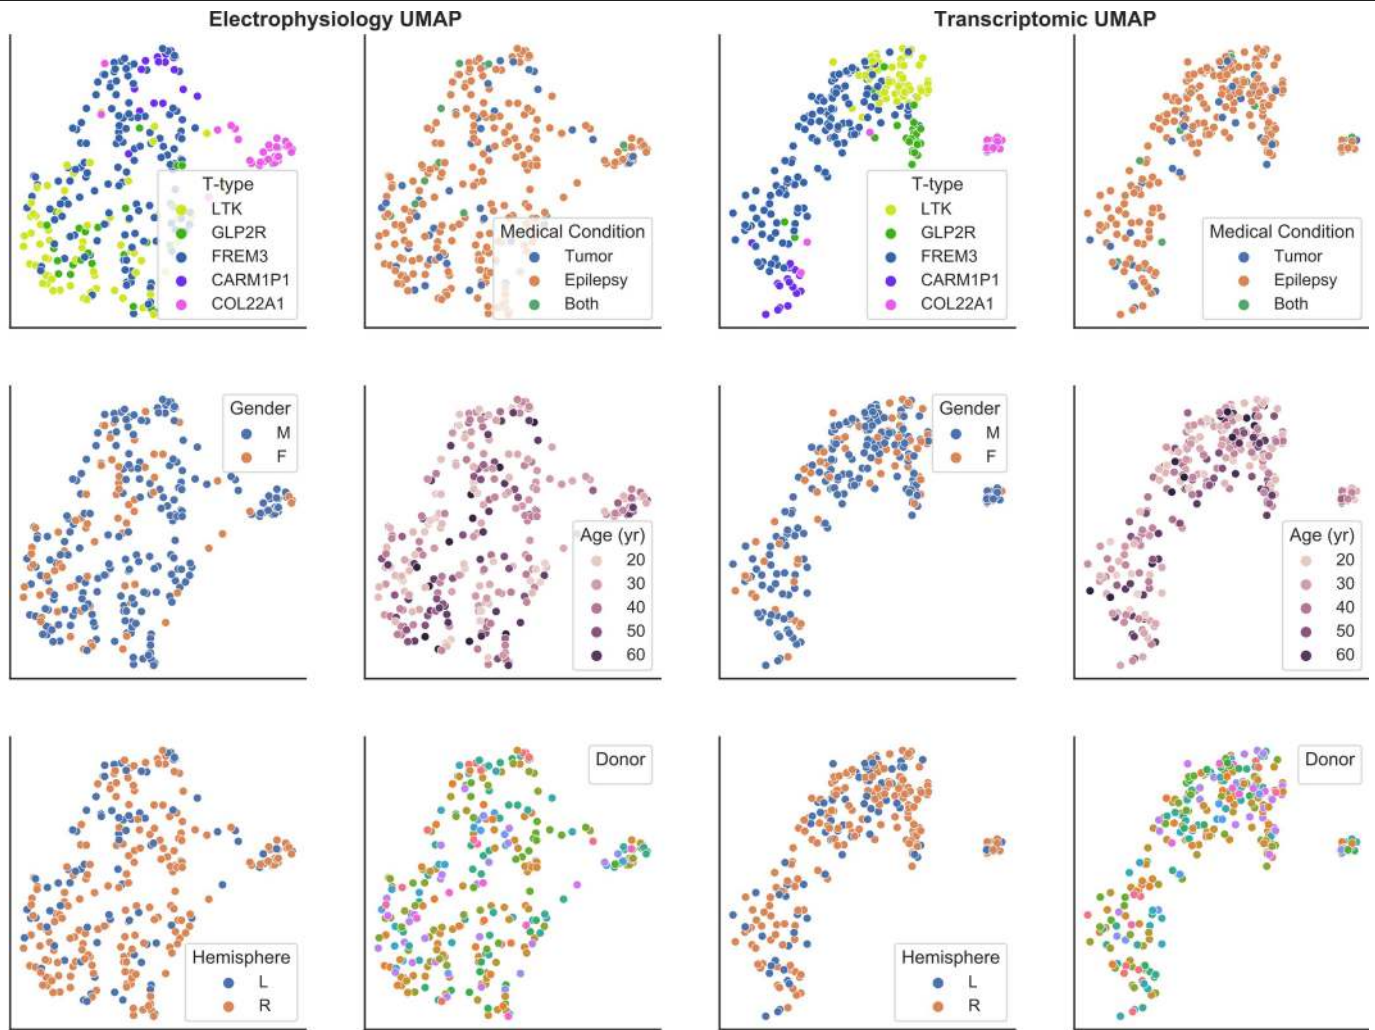 Electrophysiology UMAP
Transcriptomic UMAP
T-type
LTK
GLP2R
FREM3
CARM1P1
COL22A1
Medical Condition
Tumor
Epilepsy
Both
T-type
LTK
GLP2R
FREM3
CARM1P1
COL22A1
Medical Condition
Tumor
Epilepsy
Both
Gender
M
F
Age (yr)
20
30
40
50
60
Gender
M
F
Age (yr)
20
30
40
50
60
Hemisphere
L
R
Donor
Hemisphere
L
R
Donor